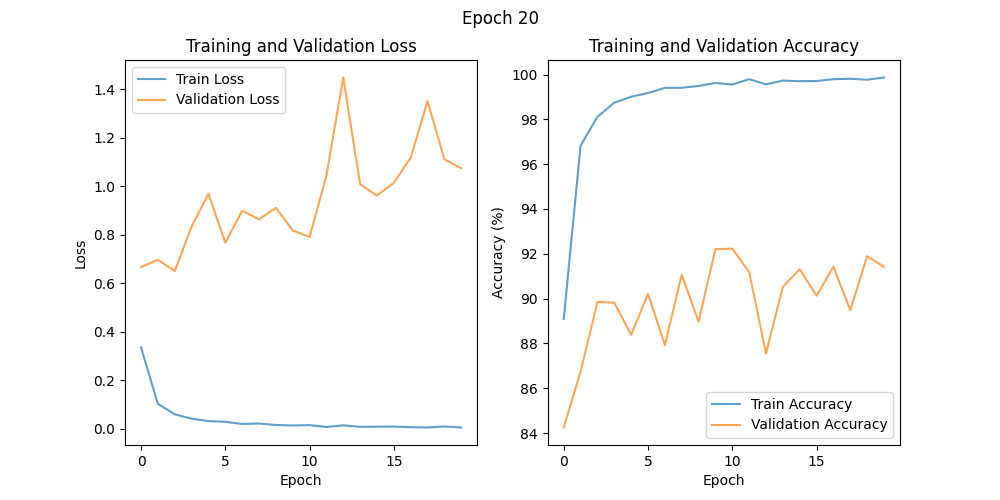 Epoch 20
Training and Validation Loss
Train Loss
Validation Loss
1.4
1.2
1.0
0.8
0.6
0.4
0.2
0.0
Loss
0 5 10 15
Epoch
Training and Validation Accuracy
100
98
96
94
92
90
88
86
84
Accuracy (%)
Train Accuracy
Validation Accuracy
0 5 10 15
Epoch